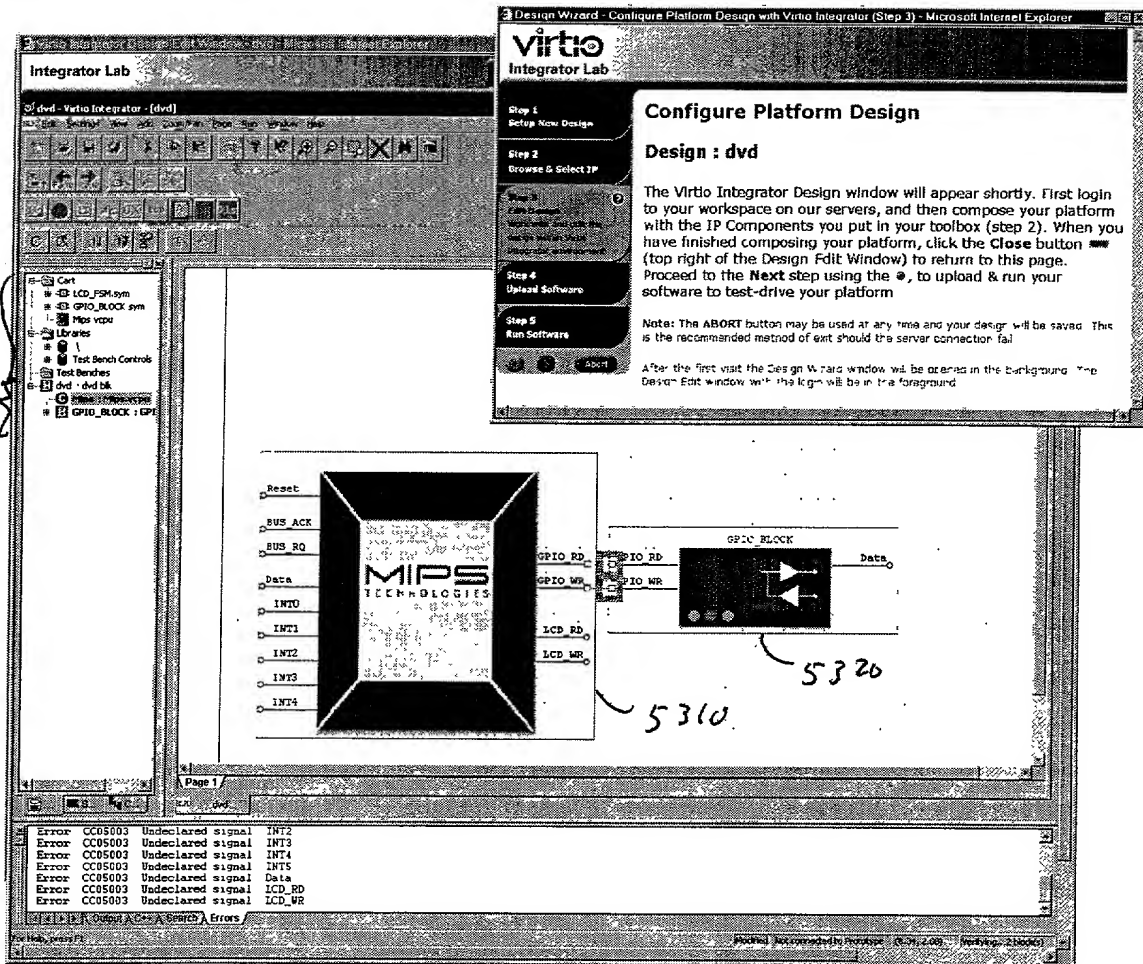 Design Wizard - Configure Platform Design with Virtio Integrator (Step 3) - Microsoft Internet Explorer
virtio
Integrator Lab
Step 1
Setup New Design
Step 2
Browse & Select IP
Step 4
Upload Software
Step 5
Run Software
Abort
Configure Platform Design
Design : dvd
The Virtio Integrator Design window will appear shortly. First login
to your workspace on our servers, and then compose your platform
with the IP Components you put in your toolbox (step 2). When you
have finished composing your platform, click the Close button
(top right of the Design Edit Window) to return to this page.
Proceed to the Next step using the , to upload & run your
software to test-drive your platform
Note: The ABORT button may be used at any time and your design will be saved. This
is the recommended method of exit should the server connection fail
After the first visit the Design Wizard window will be opened in the background. The
Design Edit window with the login will be in the foreground
Integrator Lab
dvd - Virtio Integrator - [dvd]
Cart
LCD_FSM.sym
GPIO_BLOCK sym
Mips vcpu
Libraries
\
Test Bench Controls
Test Benches
dvd : dvd blk
Mips : Mips.vcpu
GPIO_BLOCK : GPI
Reset
BUS_ACK
BUS_RQ
Data
INT0
INT1
INT2
INT3
INT4
MIPS
TECHNOLOGIES
GPIO_RD
GPIO_WR
LCD_RD
LCD_WR
PIO_RD
PIO_WR
GPIO_BLOCK
Data
5320
5310
Page 1
dvd
Error CC05003 Undeclared signal INT2
Error CC05003 Undeclared signal INT3
Error CC05003 Undeclared signal INT4
Error CC05003 Undeclared signal INT5
Error CC05003 Undeclared signal Data
Error CC05003 Undeclared signal LCD_RD
Error CC05003 Undeclared signal LCD_WR
Output C++ Search Errors
For Help, press F1